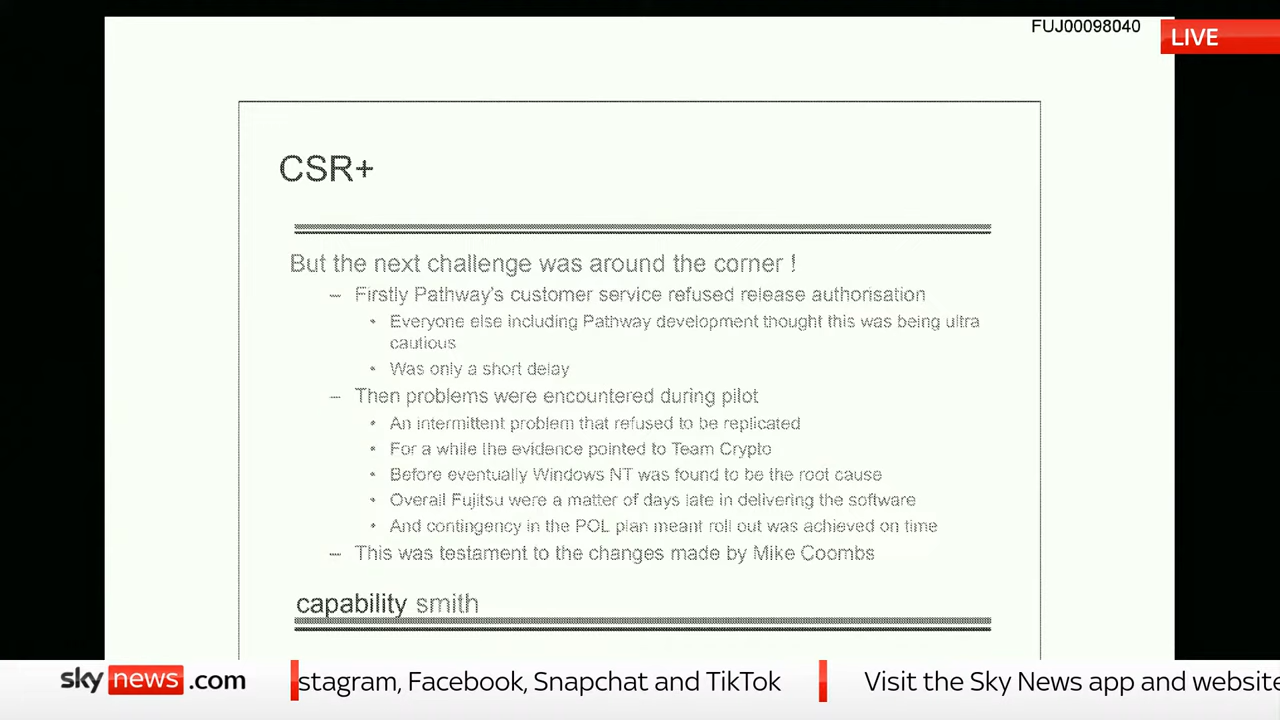 FUJ00098040
LIVE
CSR+
But the next challenge was around the corner !
– Firstly Pathway's customer service refused release authorisation
• Everyone else including Pathway development thought this was being ultra
cautious
• Was only a short delay
– Then problems were encountered during pilot
• An intermittent problem that refused to be replicated
• For a while the evidence pointed to Team Crypto
• Before eventually Windows NT was found to be the root cause
• Overall Fujitsu were a matter of days late in delivering the software
• And contingency in the POL plan meant roll out was achieved on time
– This was testament to the changes made by Mike Coombs
capability smith
sky news .com stagram, Facebook, Snapchat and TikTok Visit the Sky News app and website